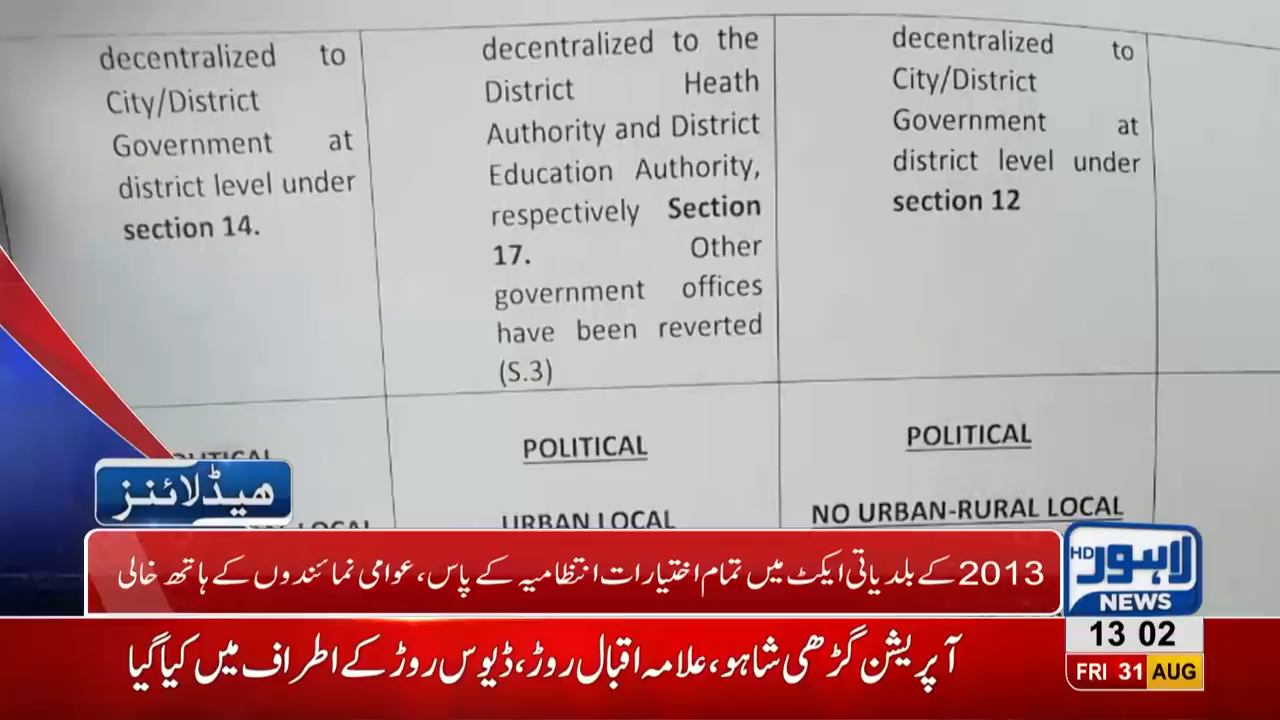 decentralized to
City/District
Government at
district level under
section 14.
decentralized to the
District Heath
Authority and District
Education Authority,
respectively Section
17. Other
government offices
have been reverted
(S.3)
decentralized to
City/District
Government at
district level under
section 12
POLITICAL
URBAN LOCAL
POLITICAL
NO URBAN-RURAL LOCAL
ھیڈلائنز
2013 کے بلدیاتی ایکٹ میں تمام اختیارات انتظامیہ کے پاس، عوامی نمائندوں کے ہاتھ خالی
آپریشن گڑھی شاہو، علامہ اقبال روڑ، ڈیوس روڑ کے اطراف میں کیا گیا
HD لاہور
NEWS
13 02
FRI 31 AUG